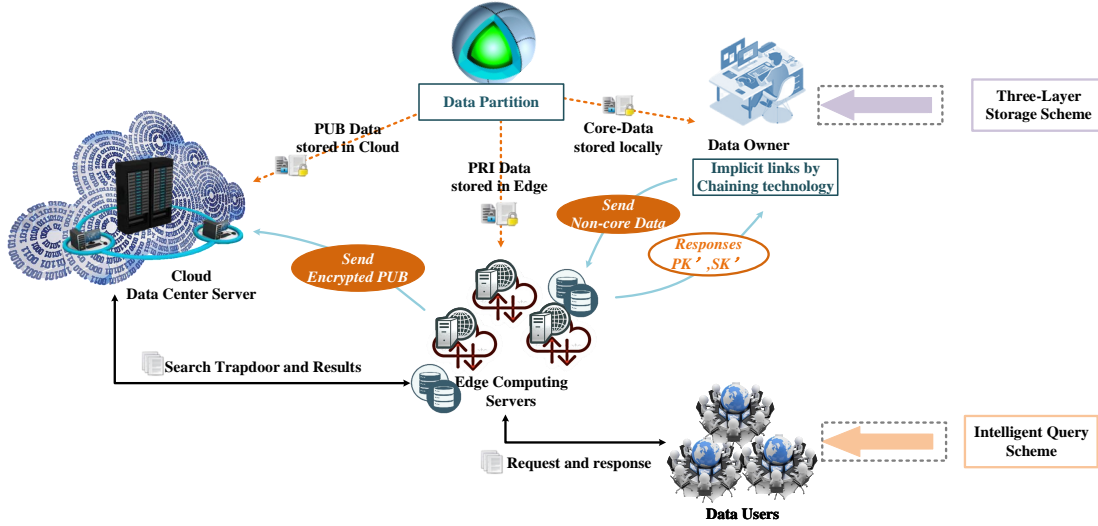 Data Partition
PUB Data
stored in Cloud
Core-Data
stored locally
PRI Data
stored in Edge
Data Owner
Implicit links by
Chaining technology
Three-Layer
Storage Scheme
Send
Non-core Data
Responses
PK’ ,SK’
Send
Encrypted PUB
Cloud
Data Center Server
Search Trapdoor and Results
Edge Computing
Servers
Request and response
Data Users
Intelligent Query
Scheme